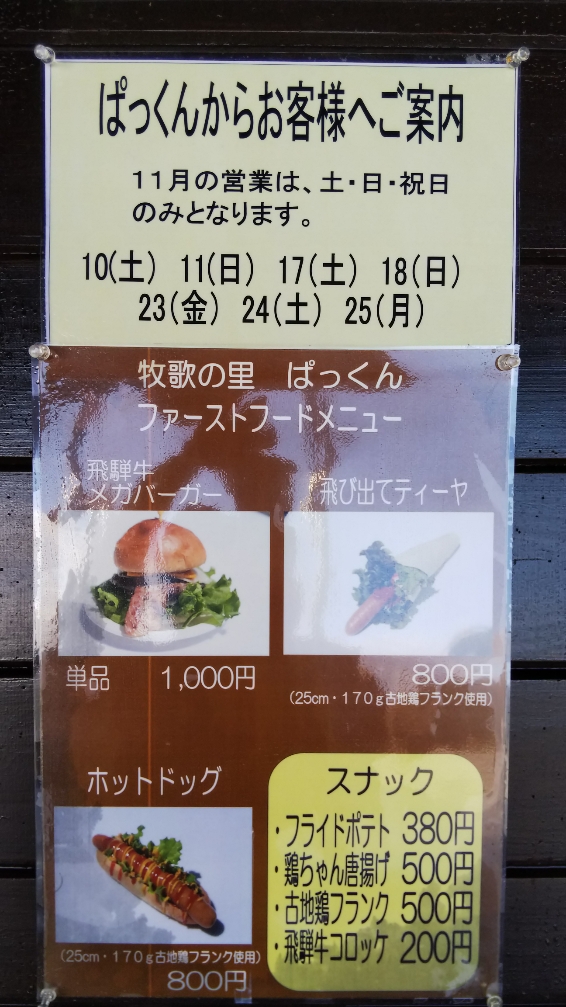 ぱっくんからお客様へご案内
11月の営業は、土・日・祝日
のみとなります。
10(土) 11(日) 17(土) 18(日)
23(金) 24(土) 25(月)
牧歌の里 ぱっくん
ファーストフードメニュー
飛騨牛
メガバーガー
飛び出てティーヤ
単品 1,000円
800円
(25cm・170g古地鶏フランク使用)
ホットドッグ
(25cm・170g古地鶏フランク使用)
800円
スナック
・フライドポテト 380円
・鶏ちゃん唐揚げ 500円
・古地鶏フランク 500円
・飛騨牛コロッケ 200円